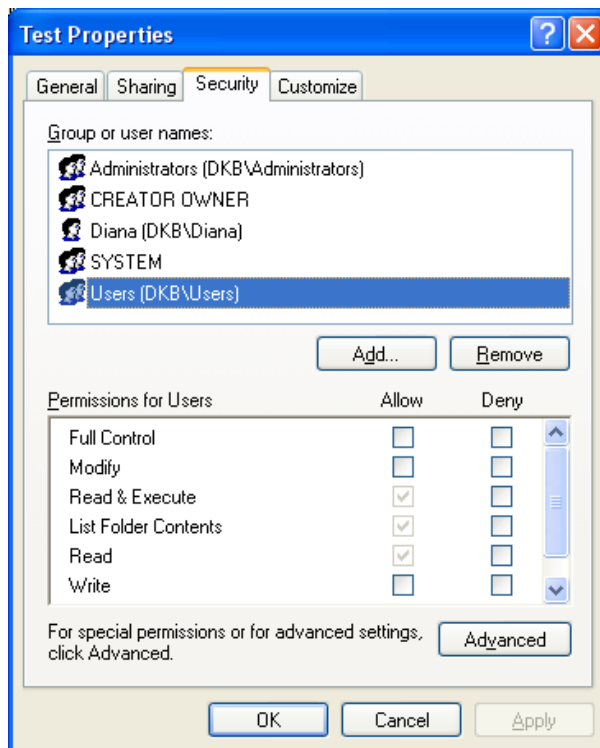 Test Properties
General Sharing Security Customize
Group or user names:
Administrators (DKB\Administrators)
CREATOR OWNER
Diana (DKB\Diana)
SYSTEM
Users (DKB\Users)
Add... Remove
Permissions for Users Allow Deny
Full Control
Modify
Read & Execute
List Folder Contents
Read
Write
For special permissions or for advanced settings,
click Advanced.
Advanced
OK Cancel Apply